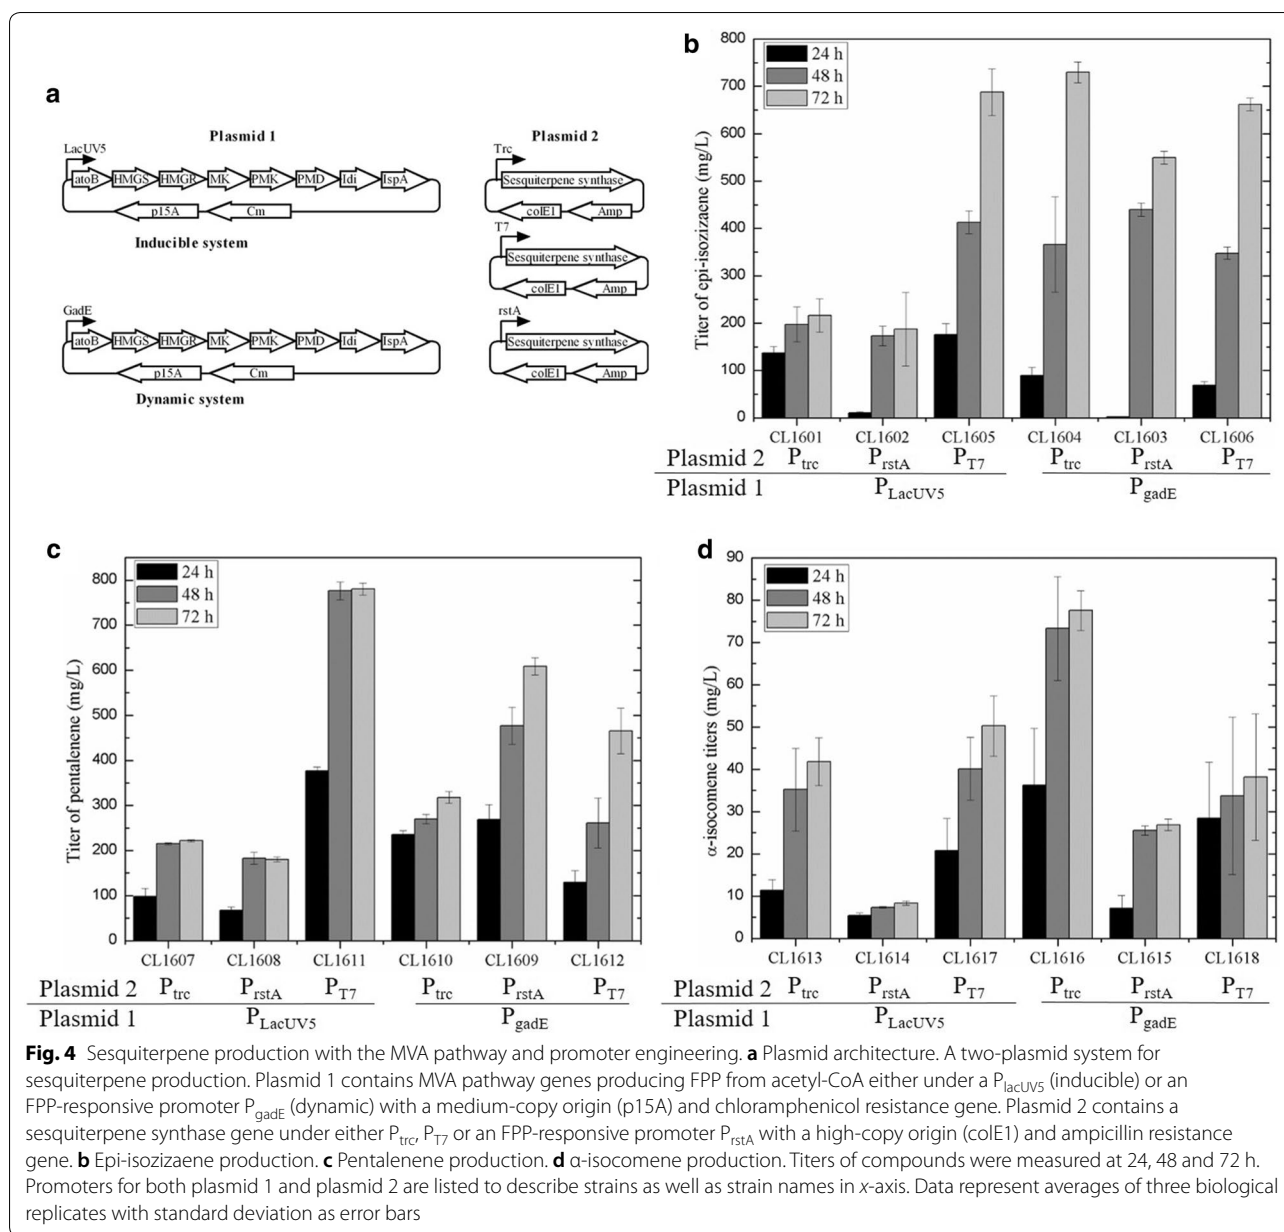 a
Plasmid 1
LacUV5
atoB HMGS HMGR MK PMK PMD Idi IspA
p15A Cm
Inducible system
GadE
atoB HMGS HMGR MK PMK PMD Idi IspA
p15A Cm
Dynamic system
Plasmid 2
Trc
Sesquiterpene synthase
colE1 Amp
T7
Sesquiterpene synthase
colE1 Amp
rstA
Sesquiterpene synthase
colE1 Amp
b
Titer of epi-isozizaene (mg/L)
800
700
600
500
400
300
200
100
0
24 h
48 h
72 h
CL1601 CL1602 CL1605 CL1604 CL1603 CL1606
Plasmid 2 Ptrc PrstA PT7 Ptrc PrstA PT7
Plasmid 1 PLacUV5 PgadE
c
Titer of pentalenene (mg/L)
800
700
600
500
400
300
200
100
0
24 h
48 h
72 h
CL1607 CL1608 CL1611 CL1610 CL1609 CL1612
Plasmid 2 Ptrc PrstA PT7 Ptrc PrstA PT7
Plasmid 1 PLacUV5 PgadE
d
α-isocomene titers (mg/L)
90
80
70
60
50
40
30
20
10
0
24 h
48 h
72 h
CL1613 CL1614 CL1617 CL1616 CL1615 CL1618
Plasmid 2 Ptrc PrstA PT7 Ptrc PrstA PT7
Plasmid 1 PLacUV5 PgadE
Fig. 4 Sesquiterpene production with the MVA pathway and promoter engineering. a Plasmid architecture. A two-plasmid system for
sesquiterpene production. Plasmid 1 contains MVA pathway genes producing FPP from acetyl-CoA either under a PlacUV5 (inducible) or an
FPP-responsive promoter PgadE (dynamic) with a medium-copy origin (p15A) and chloramphenicol resistance gene. Plasmid 2 contains a
sesquiterpene synthase gene under either Ptrc, PT7 or an FPP-responsive promoter PrstA with a high-copy origin (colE1) and ampicillin resistance
gene. b Epi-isozizaene production. c Pentalenene production. d α-isocomene production. Titers of compounds were measured at 24, 48 and 72 h.
Promoters for both plasmid 1 and plasmid 2 are listed to describe strains as well as strain names in x-axis. Data represent averages of three biological
replicates with standard deviation as error bars